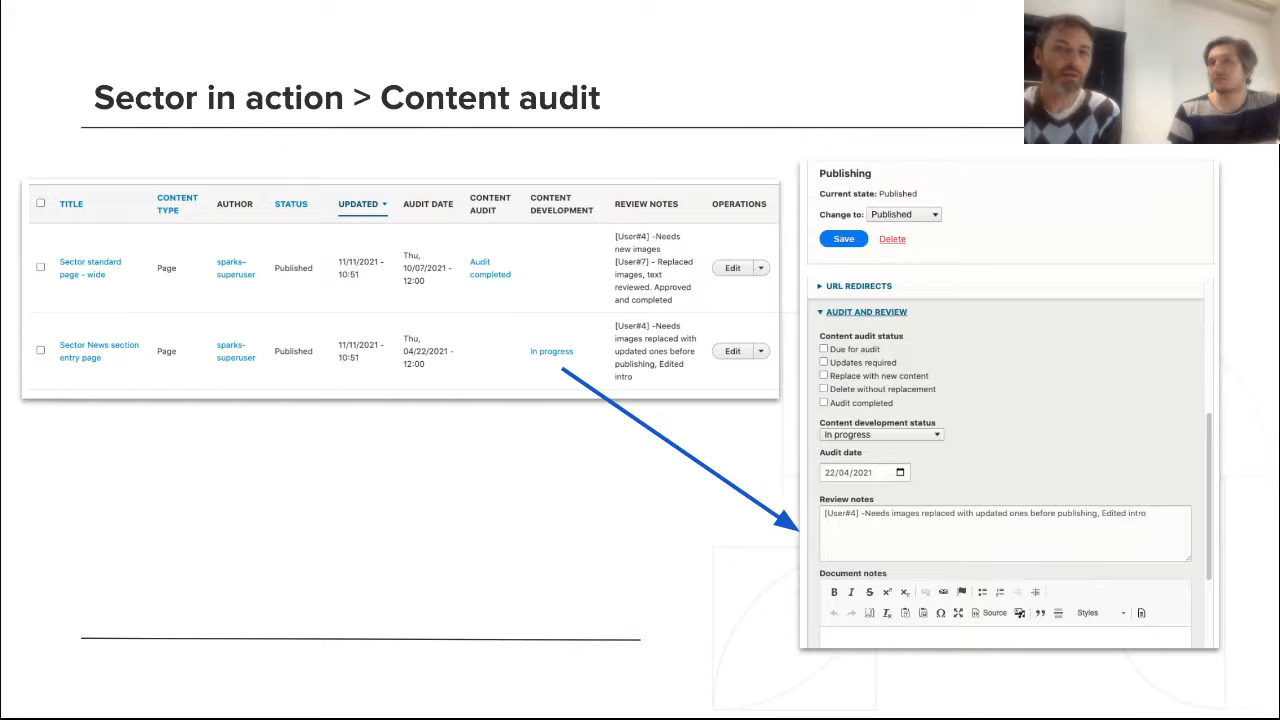 Sector in action > Content audit
TITLE
CONTENT
TYPE
AUTHOR
STATUS
UPDATED
AUDIT DATE
CONTENT
AUDIT
CONTENT
DEVELOPMENT
REVIEW NOTES
OPERATIONS
Sector standard
page - wide
Page
sparks-
superuser
Published
11/11/2021 -
10:51
Thu,
10/07/2021 -
12:00
Audit
completed
[User#4] -Needs
new images
[User#7] - Replaced
images, text
reviewed. Approved
and completed
Edit
Sector News section
entry page
Page
sparks-
superuser
Published
11/11/2021 -
10:51
Thu,
04/22/2021 -
12:00
In progress
[User#4] -Needs
images replaced with
updated ones before
publishing, Edited
intro
Edit
Publishing
Current state: Published
Change to: Published
Save Delete
URL REDIRECTS
AUDIT AND REVIEW
Content audit status
Due for audit
Updates required
Replace with new content
Delete without replacement
Audit completed
Content development status
In progress
Audit date
22/04/2021
Review notes
[User#4] -Needs images replaced with updated ones before publishing, Edited intro
Document notes
B I S x² x₂
Source Styles